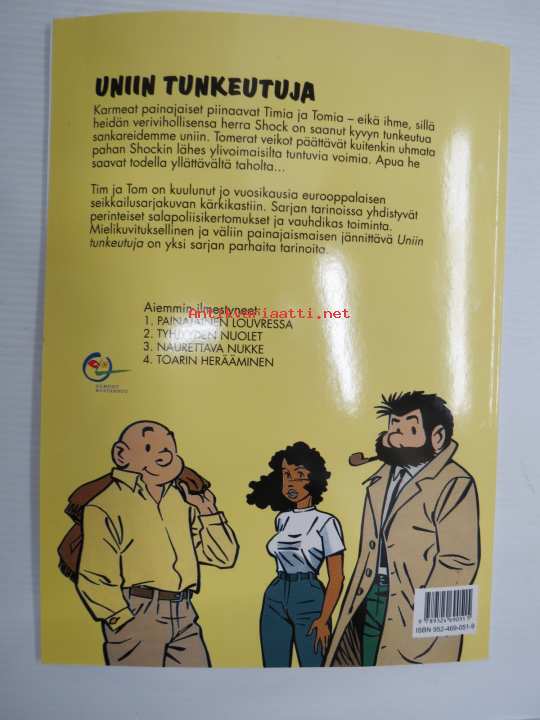 UNIIN TUNKEUTUJA
Karmeat painajaiset piinaavat Timia ja Tomia – eikä ihme, sillä
heidän verivihollisensa herra Shock on saanut kyvyn tunkeutua
sankareidemme uniin. Tomerat veikot päättävät kuitenkin uhmata
pahan Shockin lähes ylivoimaisilta tuntuvia voimia. Apua he
saavat todella yllättävältä taholta...
Tim ja Tom on kuulunut jo vuosikausia eurooppalaisen
seikkailusarjakuvan kärkikastiin. Sarjan tarinoissa yhdistyvät
perinteiset salapoliisikertomukset ja vauhdikas toiminta.
Mielikuvituksellinen ja väliin painajaismaisen jännittävä Uniin
tunkeutuja on yksi sarjan parhaita tarinoita.
Aiemmin ilmestyneet:
Antikvariaatti.net
1. PAINAJAINEN LOUVRESSA
2. NUOLET
3. NAURETTAVA NUKKE
4. TOARIN HERÄÄMINEN
EGMONT
KUSTANNUS
ISBN 952-469-051-9